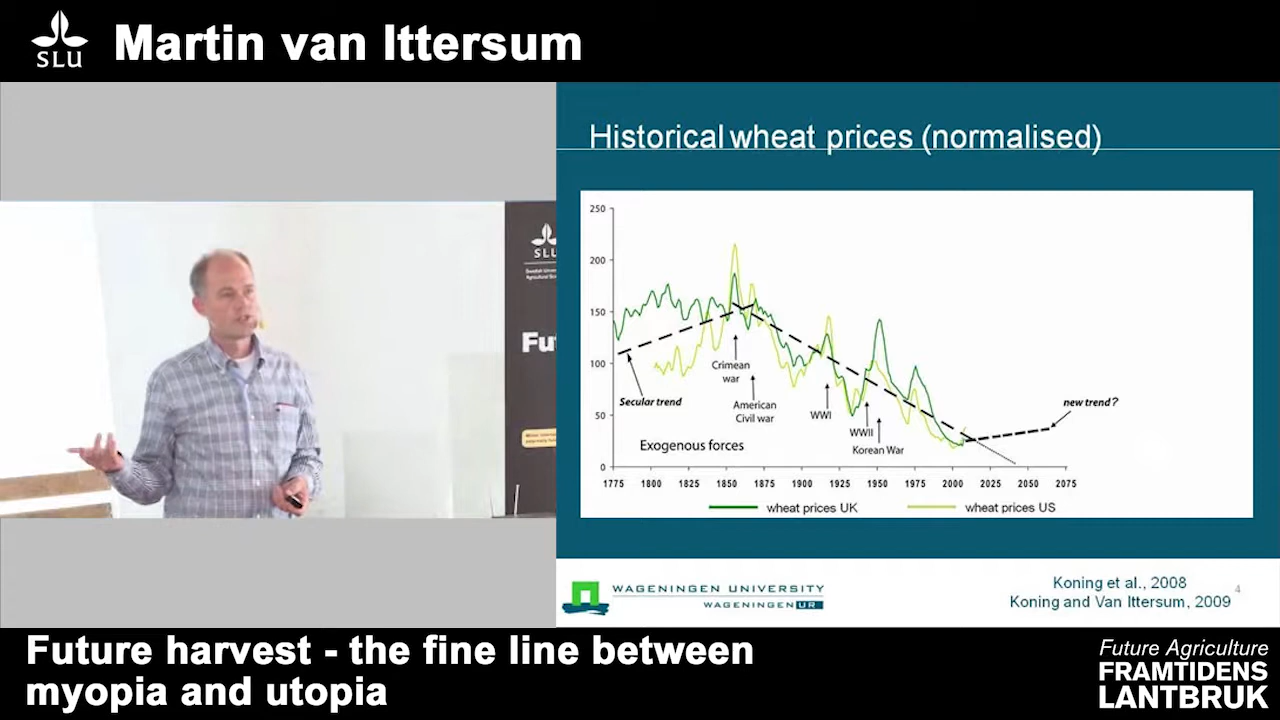 SLU
Martin van Ittersum
Historical wheat prices (normalised)
250
200
150
100
50
0
Crimean
war
American
Civil war
WWI
WWII
Korean War
Secular trend
new trend?
Exogenous forces
1775 1800 1825 1850 1875 1900 1925 1950 1975 2000 2025 2050 2075
wheat prices UK
wheat prices US
SLU
Fu
WAGENINGEN UNIVERSITY
WAGENINGEN UR
Koning et al., 2008
Koning and Van Ittersum, 2009
4
Future harvest - the fine line between
myopia and utopia
Future Agriculture
FRAMTIDENS
LANTBRUK